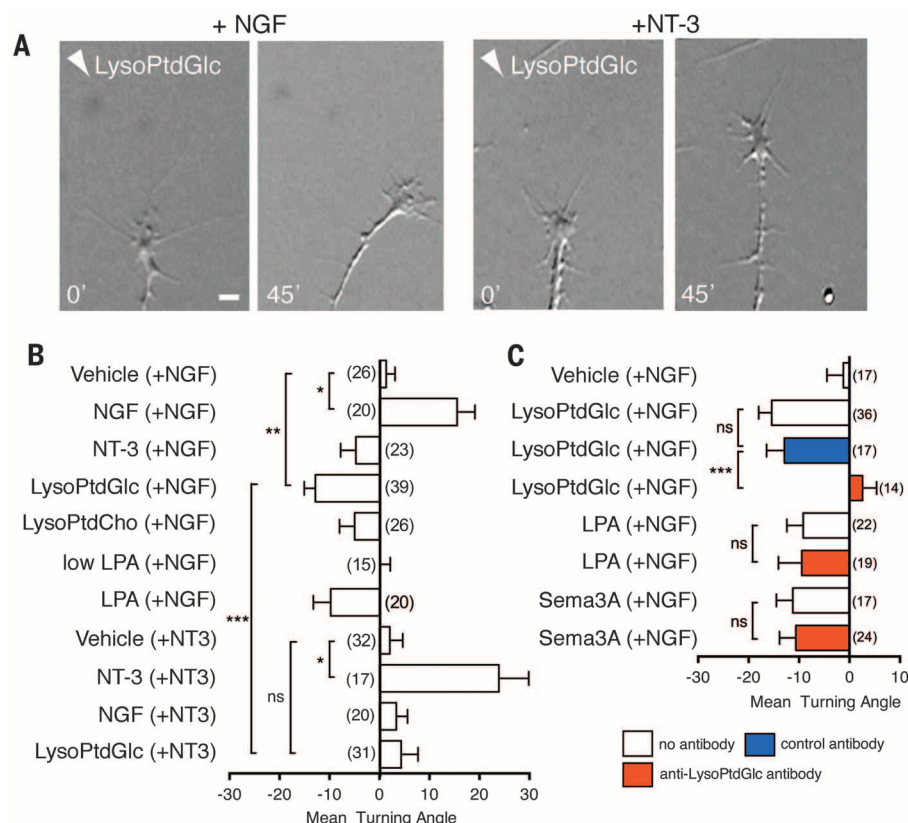 + NGF
+NT-3
A
LysoPtdGlc
LysoPtdGlc
0’
45’
0’
45’
B
Vehicle (+NGF)
(26)
NGF (+NGF)
(20)
*
NT-3 (+NGF)
(23)
**
LysoPtdGlc (+NGF)
(39)
LysoPtdCho (+NGF)
(26)
low LPA (+NGF)
(15)
LPA (+NGF)
(20)
***
Vehicle (+NT3)
(32)
NT-3 (+NT3)
(17)
*
ns
NGF (+NT3)
(20)
LysoPtdGlc (+NT3)
(31)
-30 -20 -10 0 10 20 30
Mean Turning Angle
C
Vehicle (+NGF)
(17)
LysoPtdGlc (+NGF)
(36)
ns
LysoPtdGlc (+NGF)
(17)
***
LysoPtdGlc (+NGF)
(14)
LPA (+NGF)
(22)
ns
LPA (+NGF)
(19)
Sema3A (+NGF)
(17)
ns
Sema3A (+NGF)
(24)
-30 -20 -10 0 10
Mean Turning Angle
no antibody
control antibody
anti-LysoPtdGlc antibody